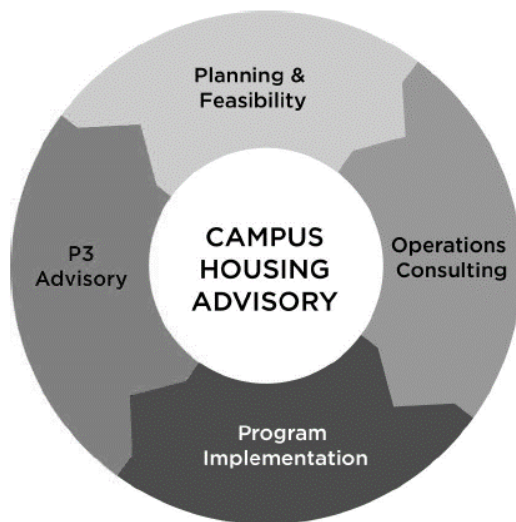 Planning &
Feasibility
CAMPUS
HOUSING
ADVISORY
Operations
Consulting
P3
Advisory
Program
Implementation